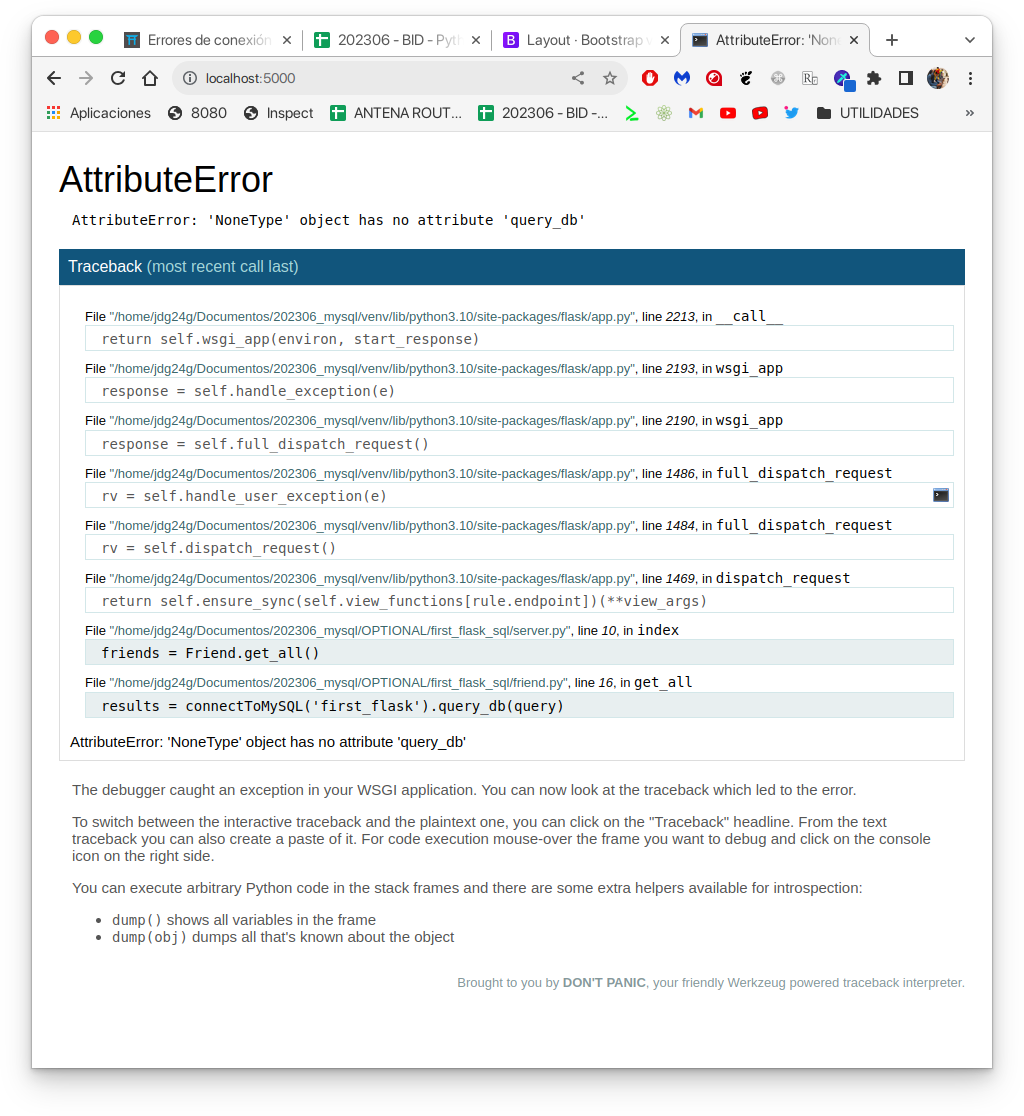 Errores de conexión
202306 - BID - Pyth
Layout · Bootstrap v
AttributeError: 'None
localhost:5000
Aplicaciones
8080
Inspect
ANTENA ROUT...
202306 - BID -...
UTILIDADES
»
AttributeError
AttributeError: 'NoneType' object has no attribute 'query_db'
Traceback (most recent call last)
File "/home/jdg24g/Documentos/202306_mysql/venv/lib/python3.10/site-packages/flask/app.py", line 2213, in __call__
return self.wsgi_app(environ, start_response)
File "/home/jdg24g/Documentos/202306_mysql/venv/lib/python3.10/site-packages/flask/app.py", line 2193, in wsgi_app
response = self.handle_exception(e)
File "/home/jdg24g/Documentos/202306_mysql/venv/lib/python3.10/site-packages/flask/app.py", line 2190, in wsgi_app
response = self.full_dispatch_request()
File "/home/jdg24g/Documentos/202306_mysql/venv/lib/python3.10/site-packages/flask/app.py", line 1486, in full_dispatch_request
rv = self.handle_user_exception(e)
File "/home/jdg24g/Documentos/202306_mysql/venv/lib/python3.10/site-packages/flask/app.py", line 1484, in full_dispatch_request
rv = self.dispatch_request()
File "/home/jdg24g/Documentos/202306_mysql/venv/lib/python3.10/site-packages/flask/app.py", line 1469, in dispatch_request
return self.ensure_sync(self.view_functions[rule.endpoint])(**view_args)
File "/home/jdg24g/Documentos/202306_mysql/OPTIONAL/first_flask_sql/server.py", line 10, in index
friends = Friend.get_all()
File "/home/jdg24g/Documentos/202306_mysql/OPTIONAL/first_flask_sql/friend.py", line 16, in get_all
results = connectToMySQL('first_flask').query_db(query)
AttributeError: 'NoneType' object has no attribute 'query_db'
The debugger caught an exception in your WSGI application. You can now look at the traceback which led to the error.
To switch between the interactive traceback and the plaintext one, you can click on the "Traceback" headline. From the text
traceback you can also create a paste of it. For code execution mouse-over the frame you want to debug and click on the console
icon on the right side.
You can execute arbitrary Python code in the stack frames and there are some extra helpers available for introspection:
• dump() shows all variables in the frame
• dump(obj) dumps all that's known about the object
Brought to you by DON'T PANIC, your friendly Werkzeug powered traceback interpreter.